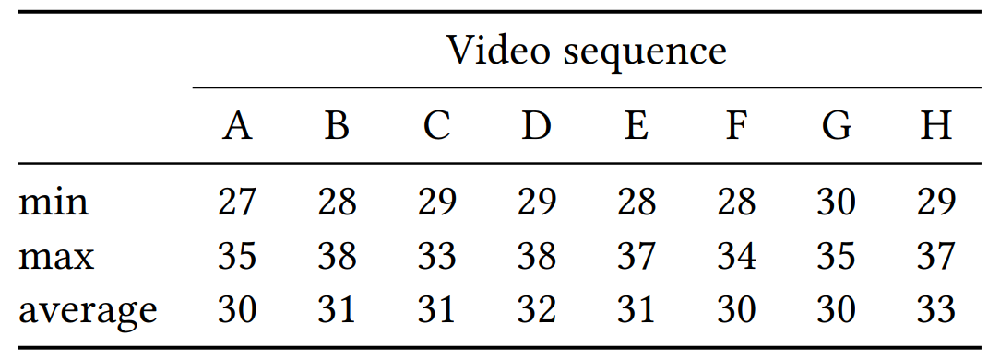 Video sequence
A B C D E F G H
min 27 28 29 29 28 28 30 29
max 35 38 33 38 37 34 35 37
average 30 31 31 32 31 30 30 33